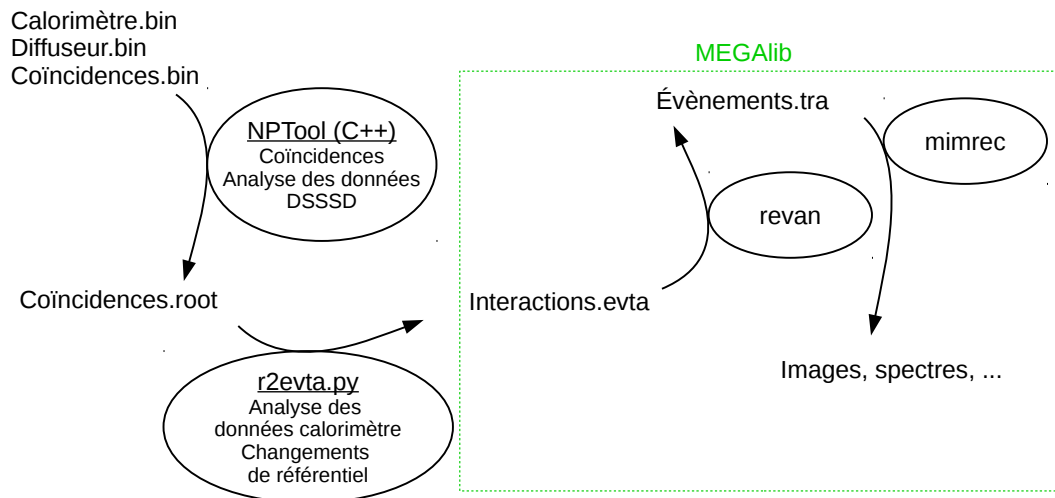 Calorimètre.bin
Diffuseur.bin
Coïncidences.bin
NPTool (C++)
Coïncidences
Analyse des données
DSSSD
Coïncidences.root
r2evta.py
Analyse des
données calorimètre
Changements
de référentiel
MEGAlib
Évènements.tra
mimrec
revan
Interactions.evta
Images, spectres, ...